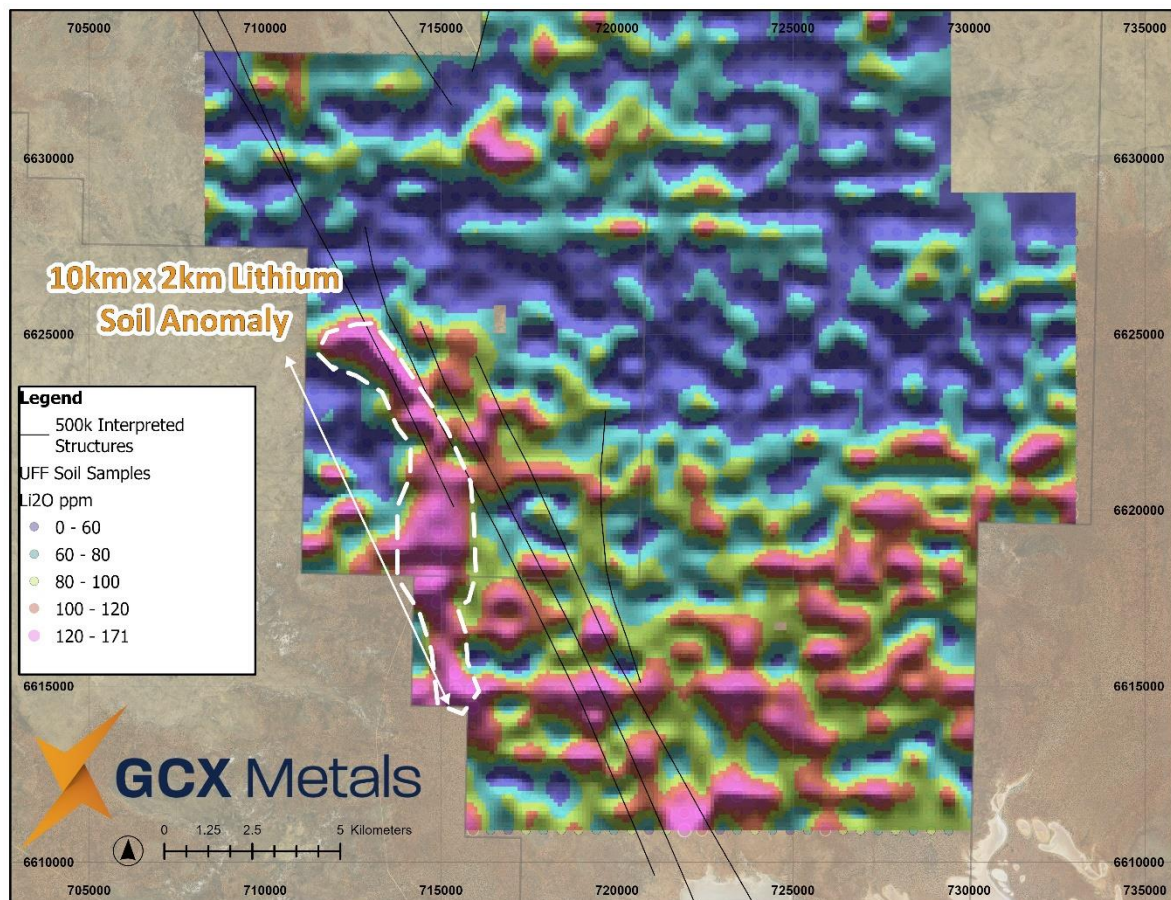 705000 710000 715000 720000 725000 730000 735000
6630000 6630000
10km x 2km Lithium
Soil Anomaly
6625000 6625000
Legend
500k Interpreted
Structures
UFF Soil Samples
Li2O ppm
0 - 60
60 - 80
80 - 100
100 - 120
120 - 171
6620000
6615000 6615000
GCX Metals
0 1.25 2.5 5 Kilometers
6610000 6610000
705000 710000 715000 720000 725000 730000 735000